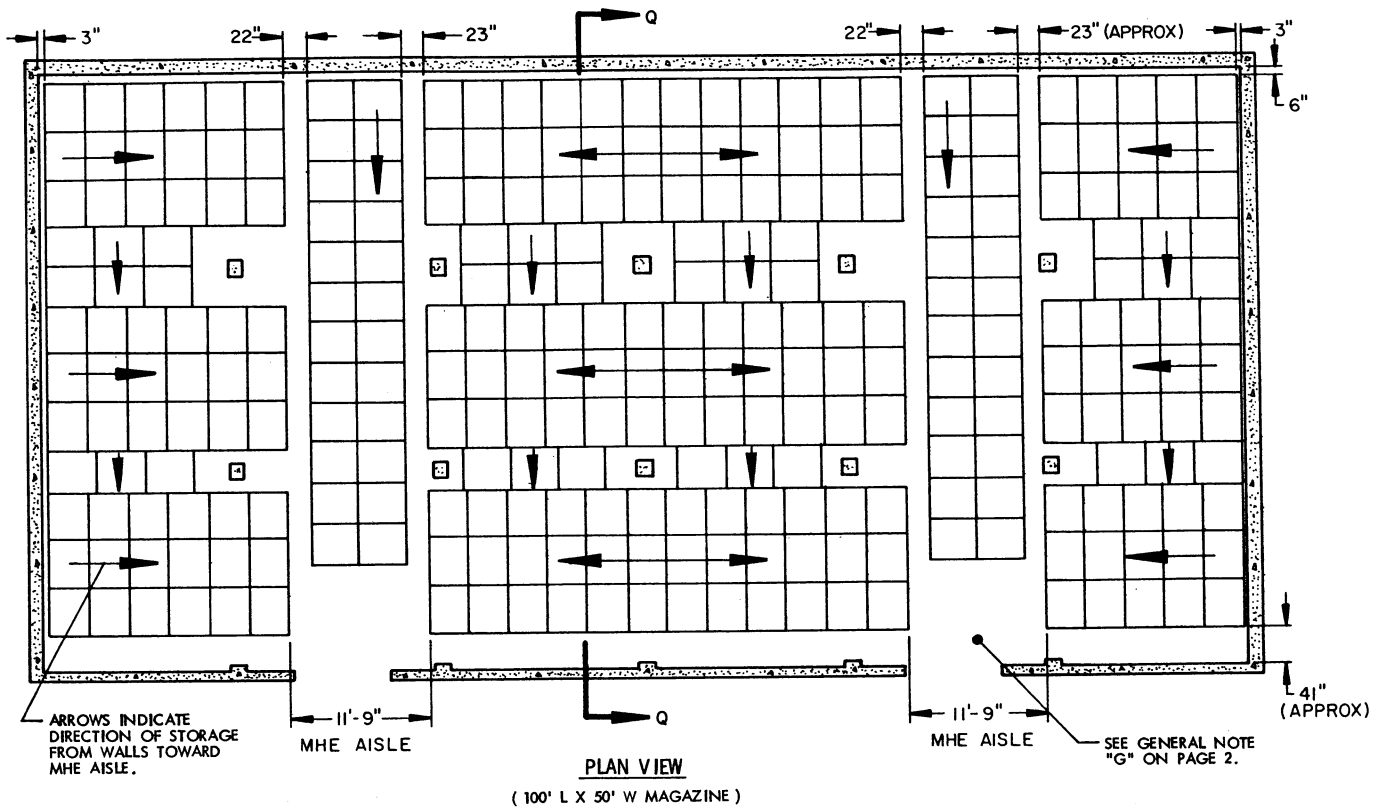 Q
3"
22"
23"
22"
23" (APPROX)
3"
6"
41"
(APPROX)
ARROWS INDICATE
DIRECTION OF STORAGE
FROM WALLS TOWARD
MHE AISLE.
11'-9"
MHE AISLE
Q
11'-9"
MHE AISLE
SEE GENERAL NOTE
"G" ON PAGE 2.
PLAN VIEW
( 100' L X 50' W MAGAZINE )